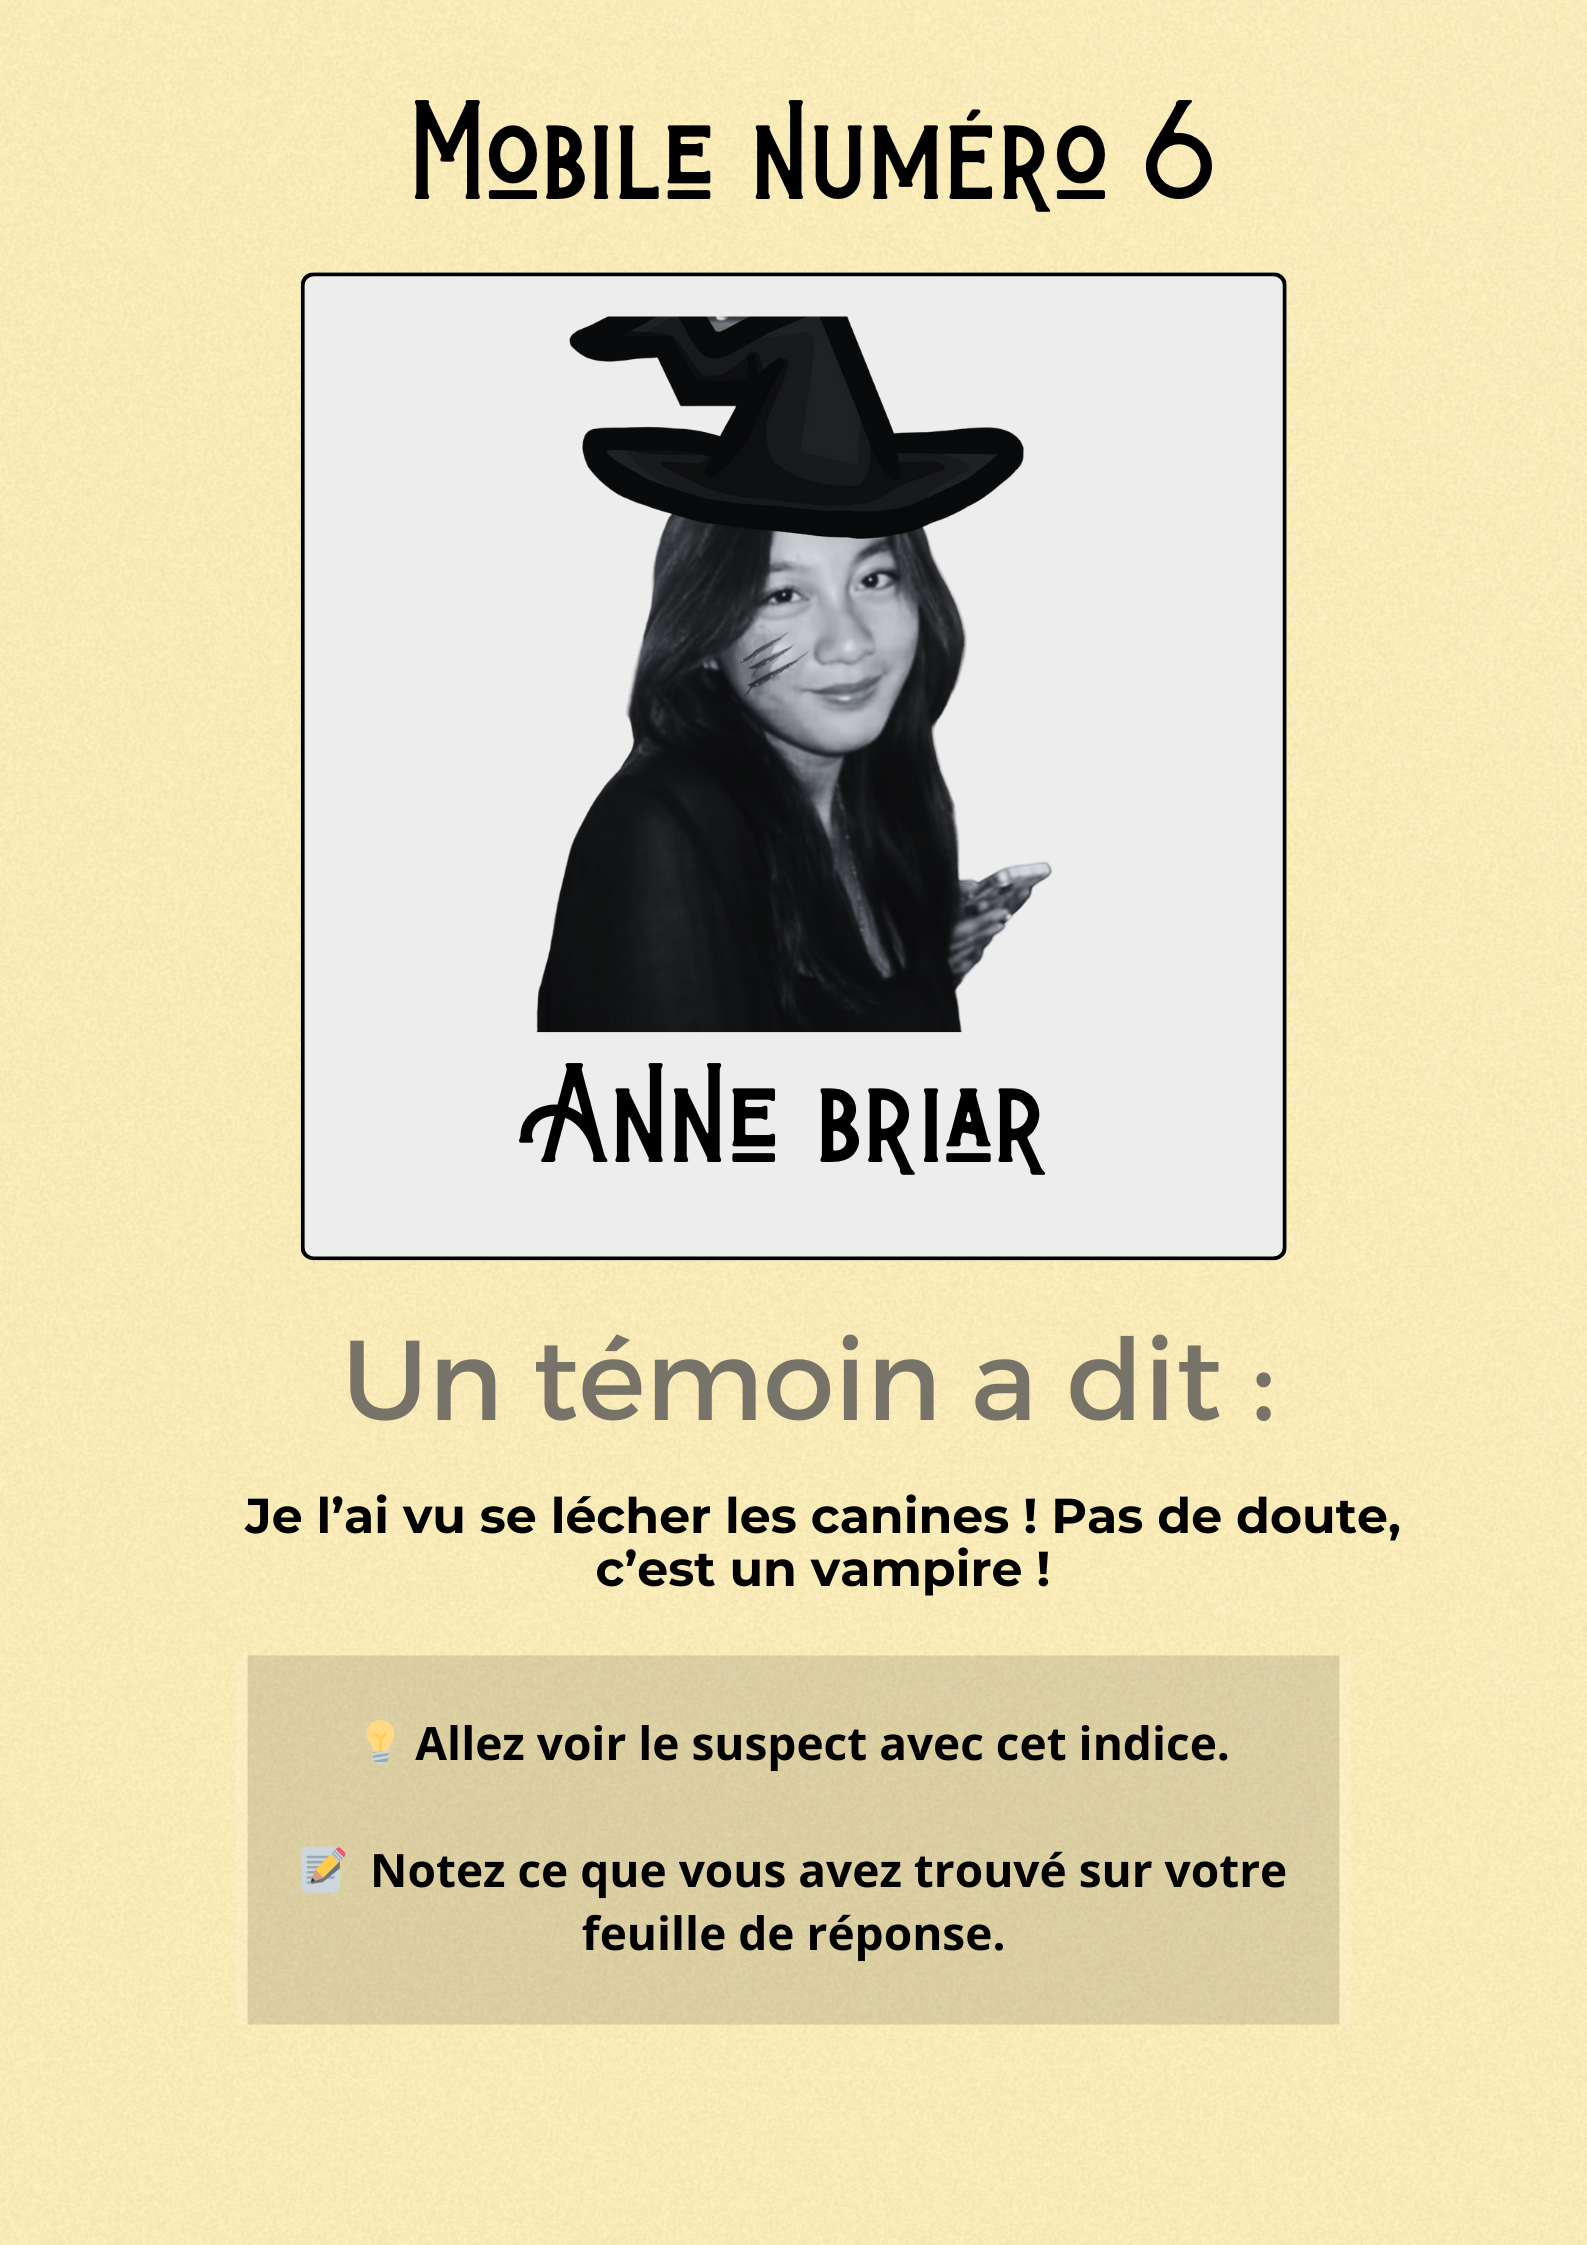 Mobile numéro 6
Anne briar
Un témoin a dit :
Je l’ai vu se lécher les canines ! Pas de doute,
c’est un vampire !
💡 Allez voir le suspect avec cet indice.
📝 Notez ce que vous avez trouvé sur votre
feuille de réponse.